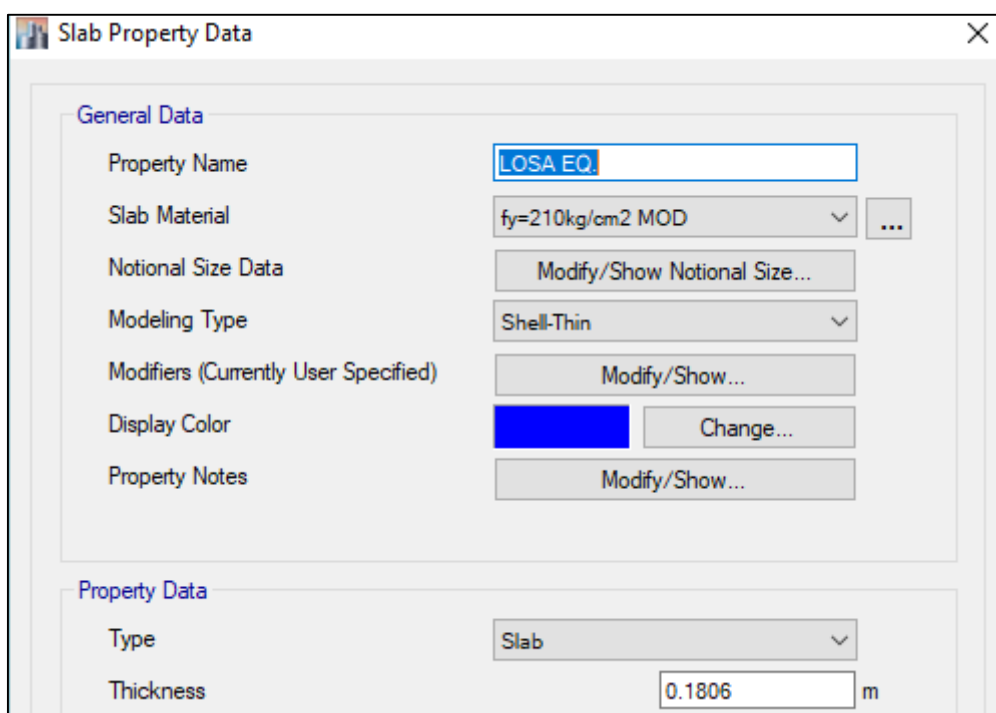 Slab Property Data
General Data
Property Name LOSA EQ.
Slab Material fy=210kg/cm2 MOD ...
Notional Size Data Modify/Show Notional Size...
Modeling Type Shell-Thin
Modifiers (Currently User Specified) Modify/Show...
Display Color Change...
Property Notes Modify/Show...
Property Data
Type Slab
Thickness 0.1806 m